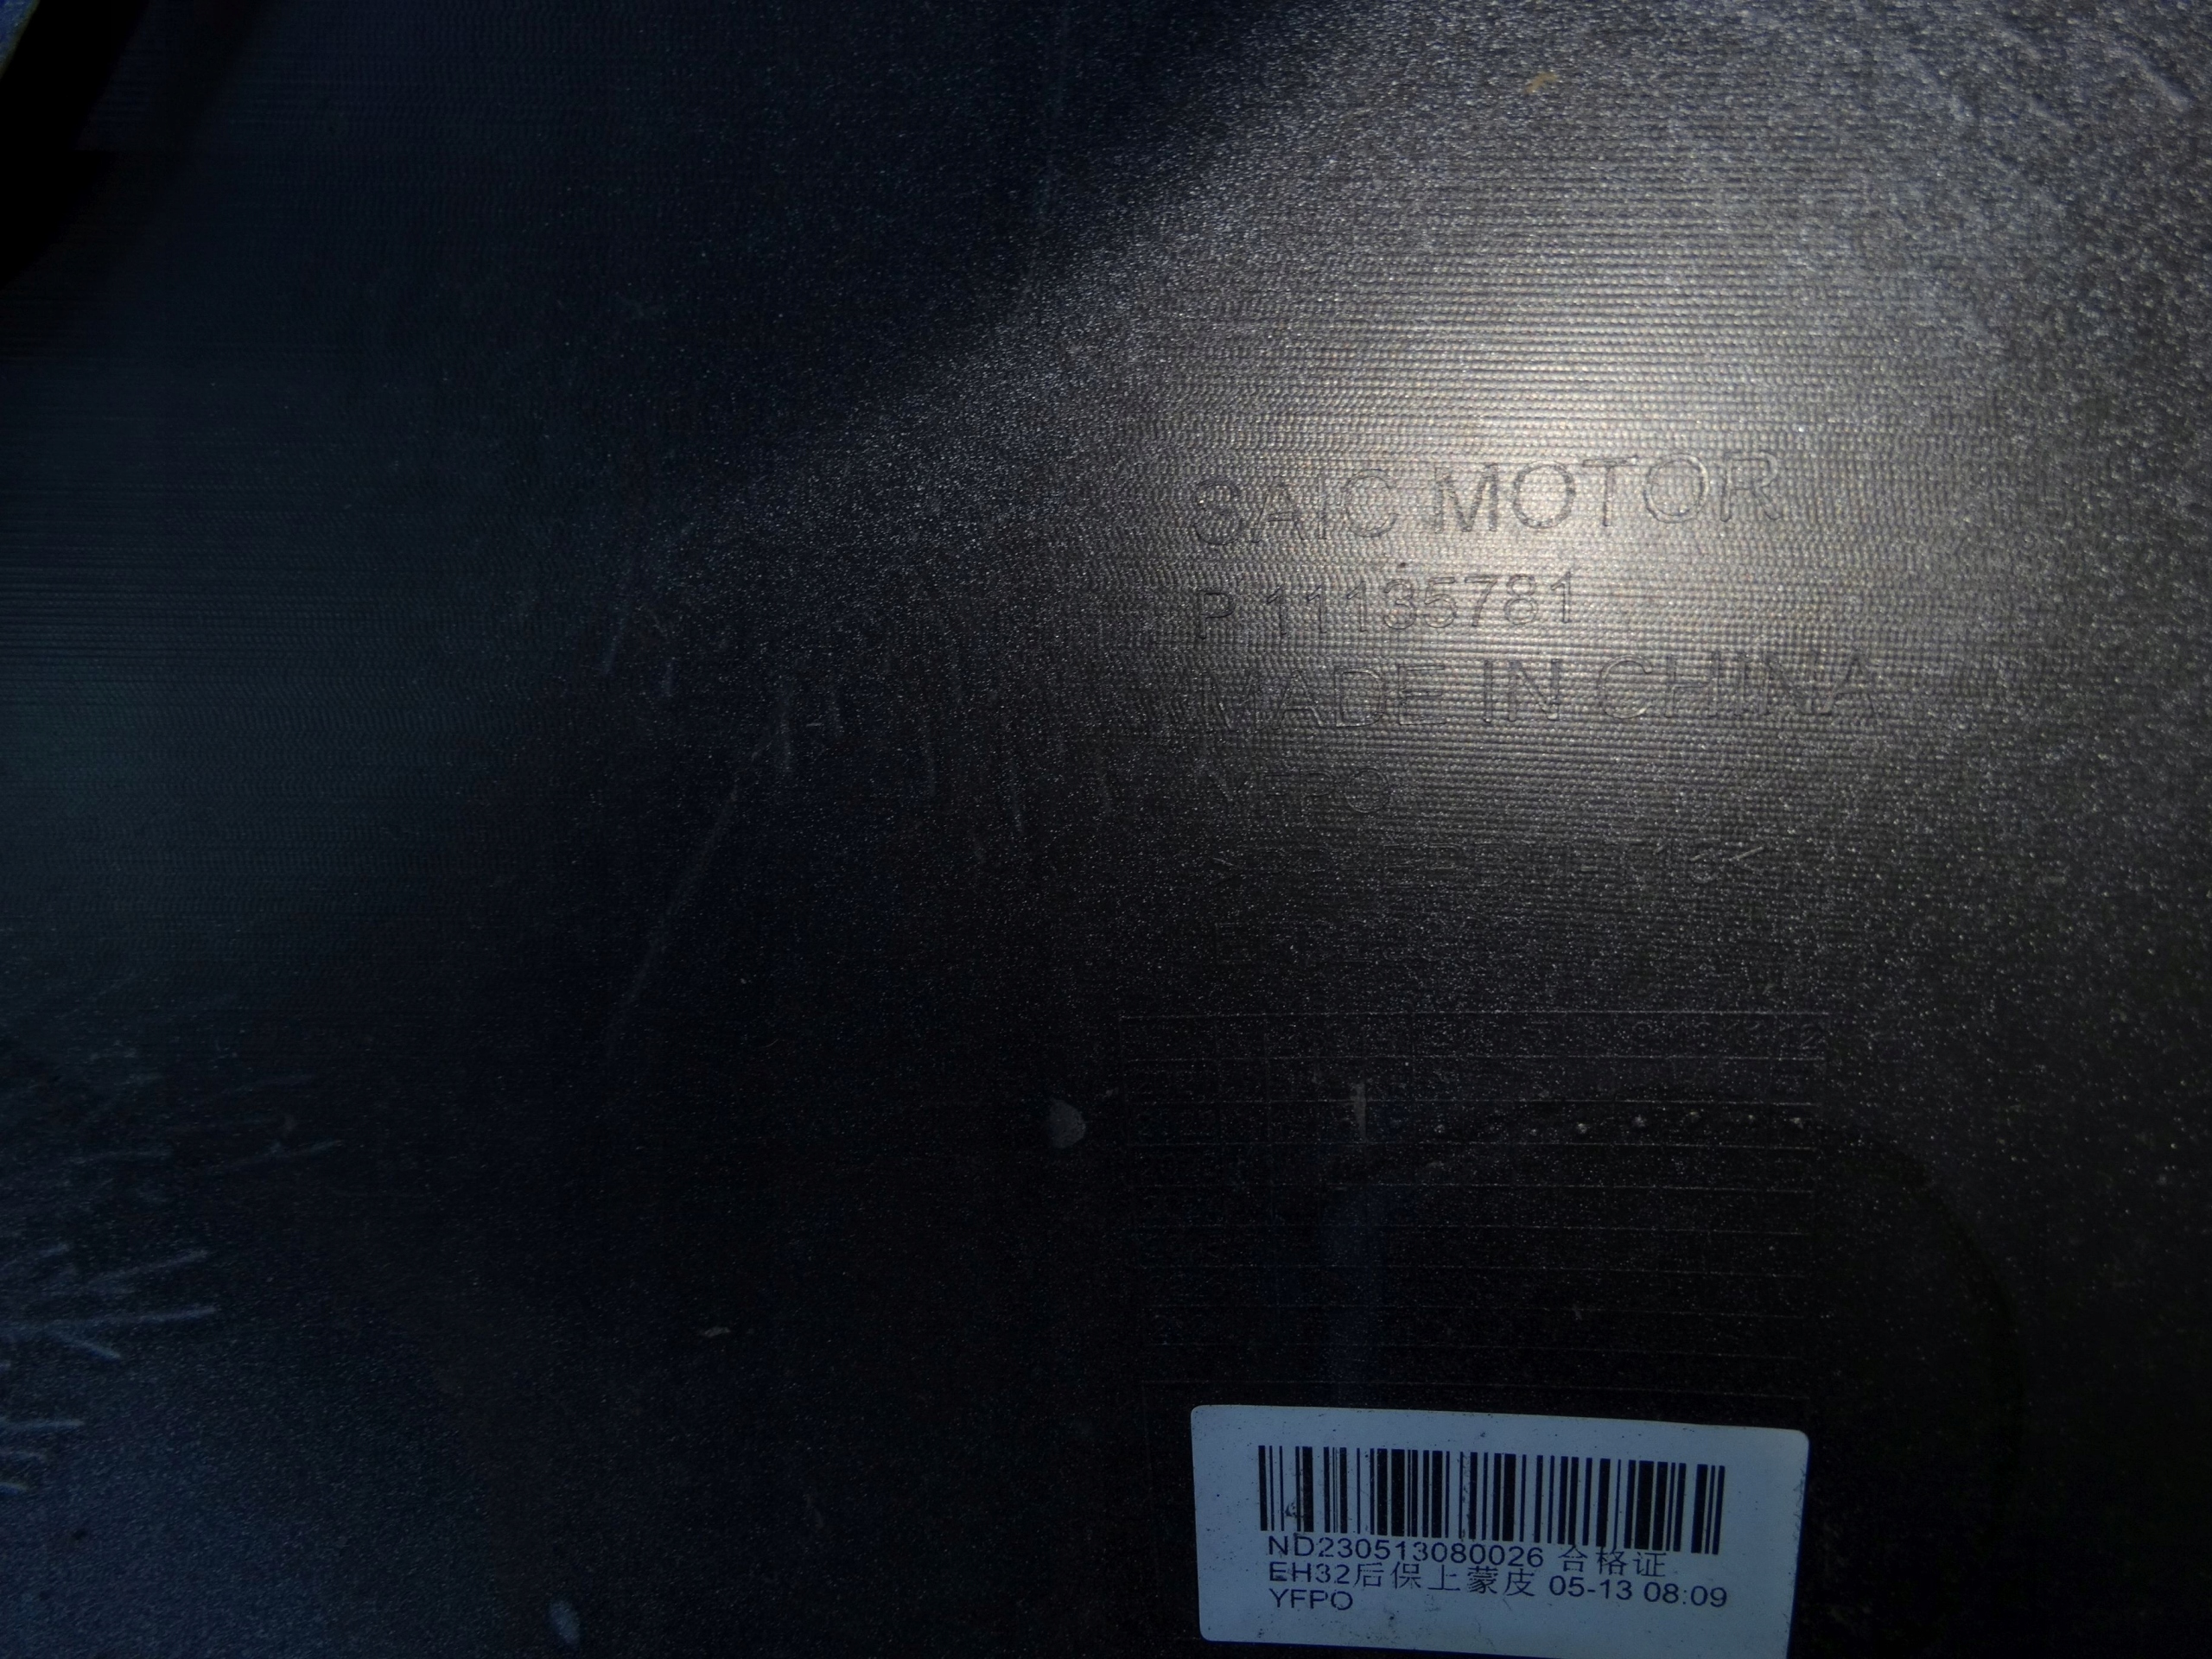 SAIC MOTOR
P 11135781
MADE IN CHINA
YFPO
ND230513080026 合格证
EH32后保上蒙皮 05-13 08:09
YFPO